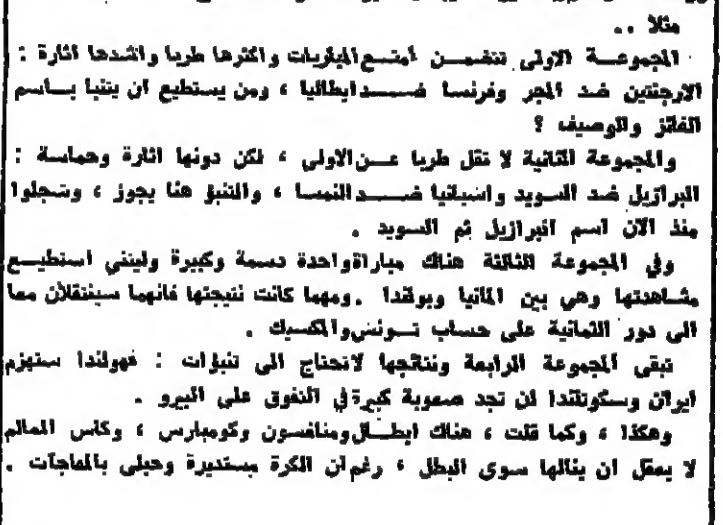 مثلا ..
المجموعة الاولى تتضمن أمتع المباريات واكثرها طربا واشدها اثارة :
الارجنتين ضد المجر وفرنسا ضد ايطاليا ، ومن يستطيع ان يتنبا باسم
الفائز والوصيف ؟
والمجموعة الثانية لا تقل طربا عن الاولى ، لكن دونها اثارة وحماسة :
البرازيل ضد السويد واسبانيا ضد النمسا ، والتنبؤ هنا يجوز ، وسجلوا
منذ الآن اسم البرازيل ثم السويد .
وفي المجموعة الثالثة هناك مباراة واحدة دسمة وكبيرة وليتني استطيع
مشاهدتها وهي بين المانيا وبولندا . ومهما كانت نتيجتها فانهما سينتقلان معا
الى دور الثمانية على حساب تونس والمكسيك .
تبقى المجموعة الرابعة ونتائجها لاتحتاج الى تنبؤات : فهولندا ستهزم
ايران وسكوتلندا لن تجد صعوبة كبيرة في التفوق على البيرو .
وهكذا ، وكما قلت ، هناك ابطال ومنافسون وكومبارس ، وكاس العالم
لا يعقل ان ينالها سوى البطل ، رغم أن الكرة مستديرة وحبلى بالمفاجآت .